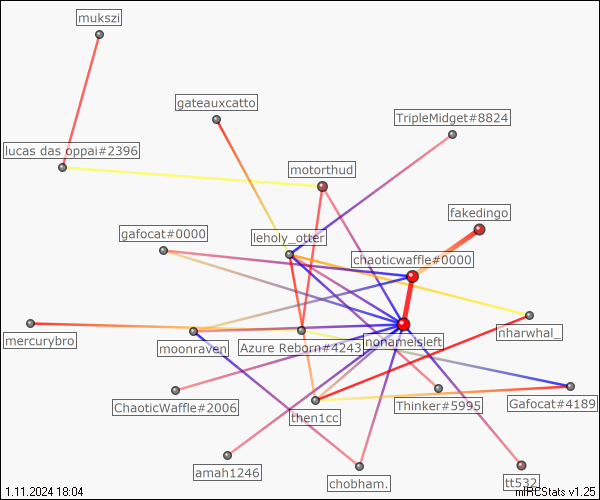 mukszi
gateauxcatto
TripleMidget#8824
lucas das oppai#2396
motorthud
fakedingo
gafocat#0000
leholy_otter
chaoticwaffle#0000
mercurybro
moonraven
Azure Reborn#4243
nonameisleft
nharwhal_
ChaoticWaffle#2006
then1cc
Thinker#5995
Gafocat#4189
amah1246
chobham.
tt532
1.11.2024 18:04
mIRCStats v1.25